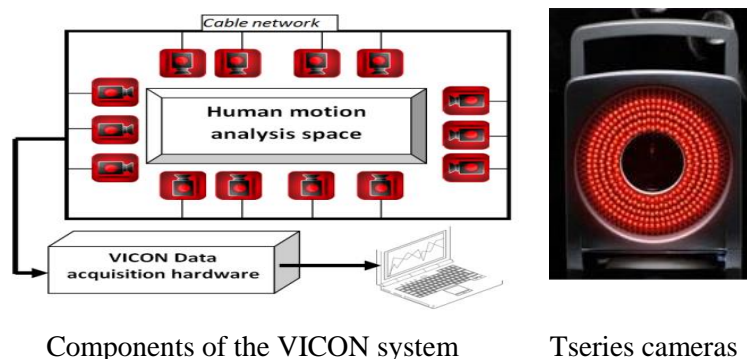 Cable network
Human motion
analysis space
VICON Data
acquisition hardware
Components of the VICON system
Tseries cameras